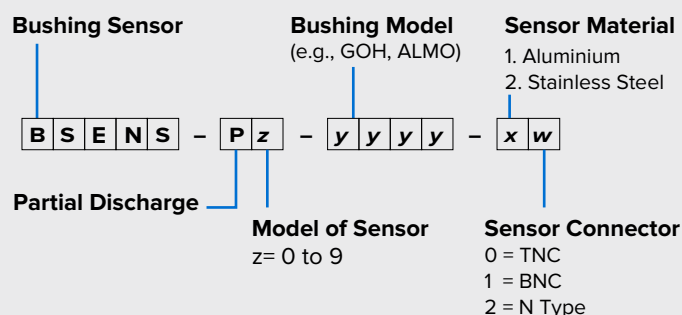 Bushing Sensor
Bushing Model
(e.g., GOH, ALMO)
Sensor Material
1. Aluminium
2. Stainless Steel
B S E N S – P z – y y y y – x w
Partial Discharge
Model of Sensor
z= 0 to 9
Sensor Connector
0 = TNC
1 = BNC
2 = N Type